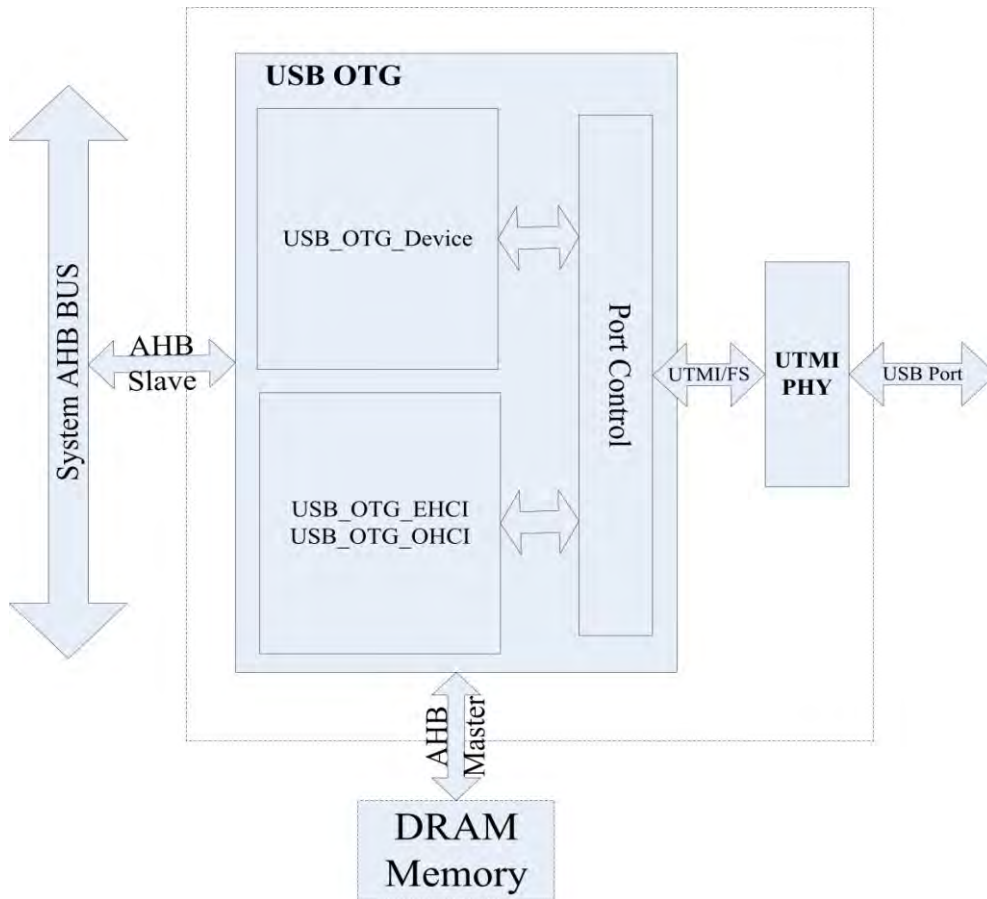 USB OTG
USB_OTG_Device
System AHB BUS
AHB
Slave
Port Control
UTMI/FS
UTMI
PHY
USB Port
USB_OTG_EHCI
USB_OTG_OHCI
AHB
Master
DRAM
Memory